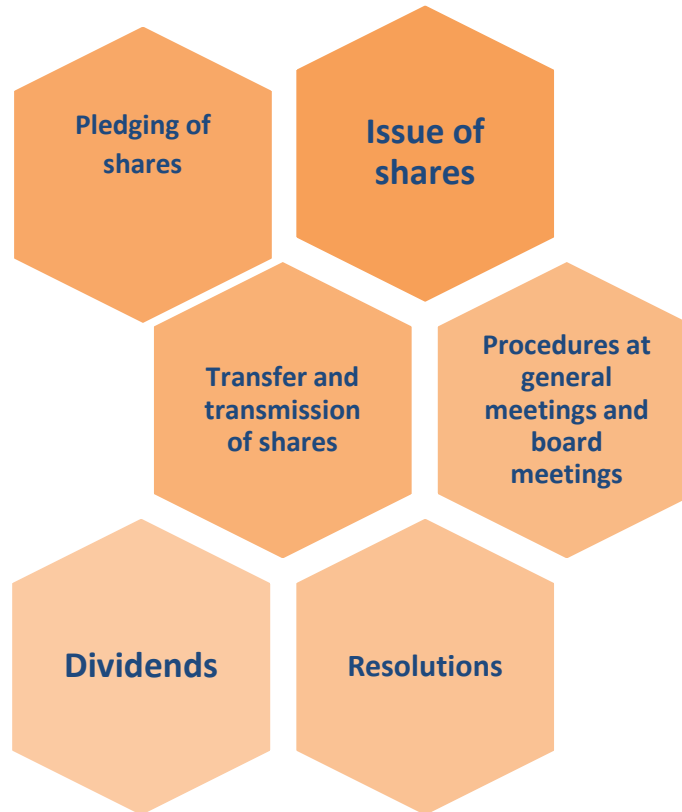 Pledging of
shares
Issue of
shares
Transfer and
transmission
of shares
Procedures at
general
meetings and
board
meetings
Dividends
Resolutions